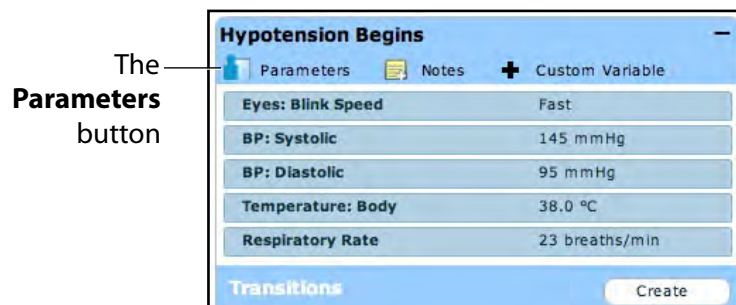 The
Parameters
button
Hypotension Begins
Parameters Notes Custom Variable
Eyes: Blink Speed Fast
BP: Systolic 145 mmHg
BP: Diastolic 95 mmHg
Temperature: Body 38.0 °C
Respiratory Rate 23 breaths/min
Transitions Create